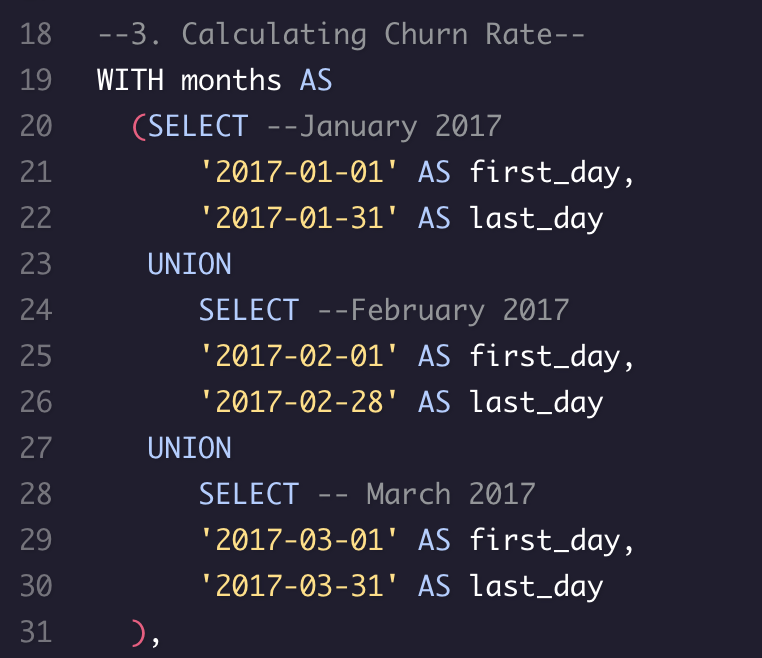 18 --3. Calculating Churn Rate--
19 WITH months AS
20 (SELECT --January 2017
21 '2017-01-01' AS first_day,
22 '2017-01-31' AS last_day
23 UNION
24 SELECT --February 2017
25 '2017-02-01' AS first_day,
26 '2017-02-28' AS last_day
27 UNION
28 SELECT -- March 2017
29 '2017-03-01' AS first_day,
30 '2017-03-31' AS last_day
31 ),